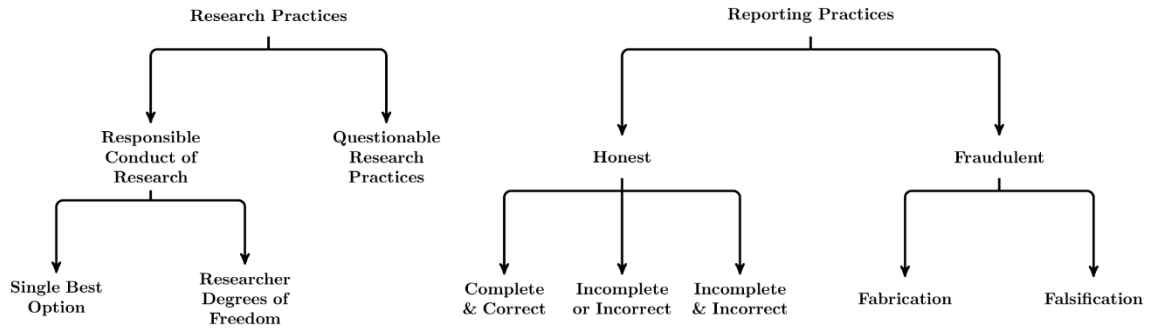 Research Practices
Reporting Practices
Responsible
Conduct of
Research
Questionable
Research
Practices
Honest
Fraudulent
Single Best
Option
Researcher
Degrees of
Freedom
Complete
& Correct
Incomplete
or Incorrect
Incomplete
& Incorrect
Fabrication
Falsification